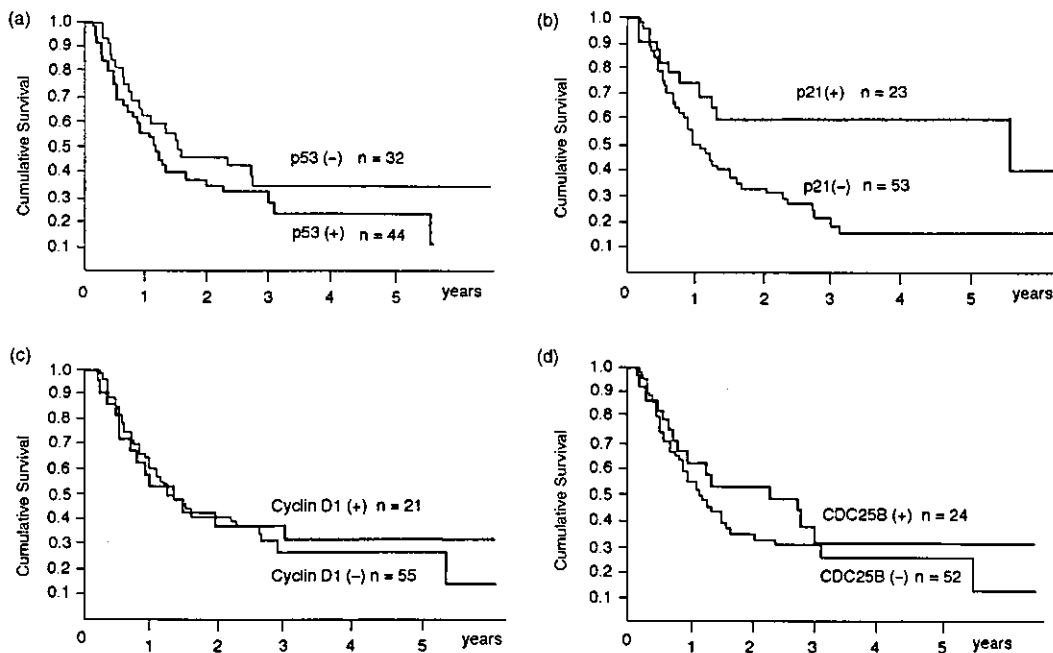 (a)
Cumulative Survival
1.0
0.9
0.8
0.7
0.6
0.5
0.4
0.3
0.2
0.1
p53 (–) n = 32
p53 (+) n = 44
0 1 2 3 4 5 years
(b)
Cumulative Survival
1.0
0.9
0.8
0.7
0.6
0.5
0.4
0.3
0.2
0.1
p21(+) n = 23
p21(–) n = 53
0 1 2 3 4 5 years
(c)
Cumulative Survival
1.0
0.9
0.8
0.7
0.6
0.5
0.4
0.3
0.2
0.1
Cyclin D1 (+) n = 21
Cyclin D1 (–) n = 55
0 1 2 3 4 5 years
(d)
Cumulative Survival
1.0
0.9
0.8
0.7
0.6
0.5
0.4
0.3
0.2
0.1
CDC25B (+) n = 24
CDC25B (–) n = 52
0 1 2 3 4 5 years